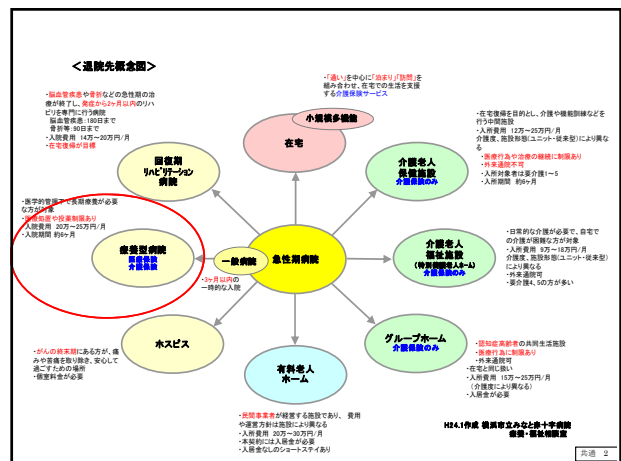 ＜退院先概念図＞
・脳血管疾患や骨折などの急性期の治
療が終了し、発症から2ヶ月以内のリハ
ビリを専門に行う病院
脳血管疾患：180日まで
骨折等：90日まで
・入院費用 14万～20万円/月
・在宅復帰が目標
・「通い」を中心に「泊まり」「訪問」を
組み合わせて、在宅での生活を支援
する介護保険サービス
小規模多機能
在宅
・在宅復帰を目的とし、介護や機能訓練などを
行う中間施設
・入所費用 12万～25万円/月
介護度、施設形態(ユニット・従来型)により異な
る
・医療行為や治療の継続に制限あり
・外来通院不可
・入所対象者は要介護1～5
・入所期間 約6ヶ月
回復期
リハビリテーション
病院
介護老人
保健施設
介護保険のみ
・医学的管理下で長期療養が必要
な方が対象
・医療処置や投薬制限あり
・入院費用 20万～25万円/月
・入院期間 約6ヶ月
療養型病院
医療保険
介護保険
一般病院
・3ヶ月以内の
一時的な入院
急性期病院
介護老人
福祉施設
(特別養護老人ホーム)
介護保険のみ
・日常的な介護が必要で、自宅で
の介護が困難な方が対象
・入所費用 9万～18万円/月
介護度、施設形態(ユニット・従来型)
により異なる
・外来通院可
・要介護4、5の方が多い
ホスピス
・がんの終末期にある方が、痛
みや苦痛を取り除き、安心して
過ごすための場所
・個室料金が必要
有料老人
ホーム
・民間事業者が経営する施設であり、 費用
や運営方針は施設により異なる
・入所費用 20万～30万円/月
・本契約には入居金が必要
・入居金なしのショートステイあり
グループホーム
介護保険のみ
・認知症高齢者の共同生活施設
・医療行為に制限あり
・外来通院可
・在宅と同じ扱い
・入所費用 15万～25万円/月
(介護度により異なる)
・入居金が必要
H24.1作成 横浜市立みなと赤十字病院
療養・福祉相談室
共通 2